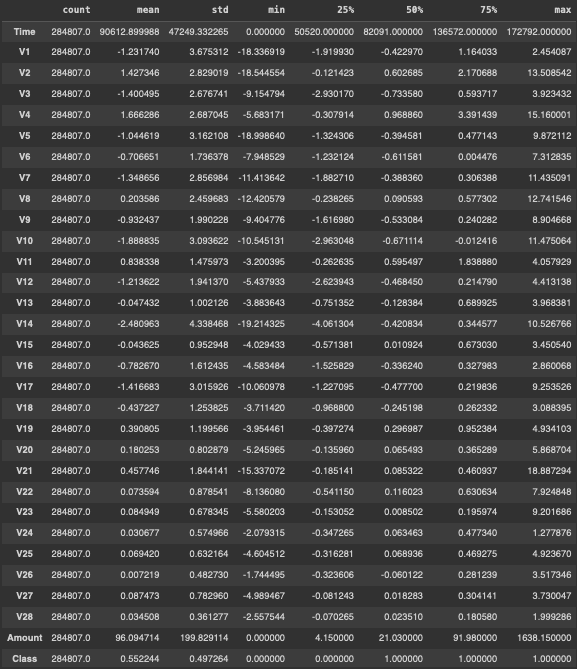 count mean std min 25% 50% 75% max
Time 284807.0 90612.899988 47249.332265 0.000000 50520.000000 82091.000000 136572.000000 172792.000000
V1 284807.0 -1.231740 3.675312 -18.336919 -1.919930 -0.422970 1.164033 2.454087
V2 284807.0 1.427346 2.829019 -18.544554 -0.121423 0.602685 2.170688 13.508542
V3 284807.0 -1.400495 2.676741 -9.154794 -2.930170 -0.733580 0.593717 3.923432
V4 284807.0 1.666286 2.687045 -5.683171 -0.307914 0.968860 3.391439 15.160001
V5 284807.0 -1.044619 3.162108 -18.998640 -1.324306 -0.394581 0.477143 9.872112
V6 284807.0 -0.706651 1.736378 -7.948529 -1.232124 -0.611581 0.004476 7.312835
V7 284807.0 -1.348656 2.856984 -11.413642 -1.882710 -0.388360 0.306388 11.435091
V8 284807.0 0.203586 2.459683 -12.420579 -0.238265 0.090593 0.577302 12.741546
V9 284807.0 -0.932437 1.990228 -9.404776 -1.616980 -0.533084 0.240282 8.904668
V10 284807.0 -1.888835 3.093622 -10.545131 -2.963048 -0.671114 -0.012416 11.475064
V11 284807.0 0.838338 1.475973 -3.200395 -0.262635 0.595497 1.838880 4.057929
V12 284807.0 -1.213622 1.941370 -5.437933 -2.623943 -0.468450 0.214790 4.413138
V13 284807.0 -0.047432 1.002126 -3.883643 -0.751352 -0.128384 0.689925 3.968381
V14 284807.0 -2.480963 4.338468 -19.214325 -4.061304 -0.420834 0.344577 10.526766
V15 284807.0 -0.043625 0.952948 -4.029433 -0.571381 0.010924 0.673030 3.450540
V16 284807.0 -0.782670 1.612435 -4.583484 -1.525829 -0.336240 0.327983 2.860068
V17 284807.0 -1.416683 3.015926 -10.060978 -1.227095 -0.477700 0.219836 9.253526
V18 284807.0 -0.437227 1.253825 -3.711420 -0.968800 -0.245198 0.262332 3.088395
V19 284807.0 0.390805 1.199566 -3.954461 -0.397274 0.296987 0.952384 4.934103
V20 284807.0 0.180253 0.802879 -5.245965 -0.135960 0.065493 0.365289 5.868704
V21 284807.0 0.457746 1.844141 -15.337072 -0.185141 0.085322 0.460937 18.887294
V22 284807.0 0.073594 0.878541 -8.136080 -0.541150 0.116023 0.630634 7.924848
V23 284807.0 0.084949 0.678345 -5.580203 -0.153052 0.008502 0.195974 9.201686
V24 284807.0 0.030677 0.574966 -2.079315 -0.347265 0.063463 0.477340 1.277876
V25 284807.0 0.069420 0.632164 -4.604512 -0.316281 0.068936 0.469275 4.923670
V26 284807.0 0.007219 0.482730 -1.744495 -0.323606 -0.060122 0.281239 3.517346
V27 284807.0 0.087473 0.782960 -4.989467 -0.081243 0.018283 0.304141 3.730047
V28 284807.0 0.034508 0.361277 -2.557544 -0.070265 0.023510 0.180580 1.999286
Amount 284807.0 96.094714 199.829114 0.000000 4.150000 21.030000 91.980000 1638.150000
Class 284807.0 0.552244 0.497264 0.000000 0.000000 1.000000 1.000000 1.000000